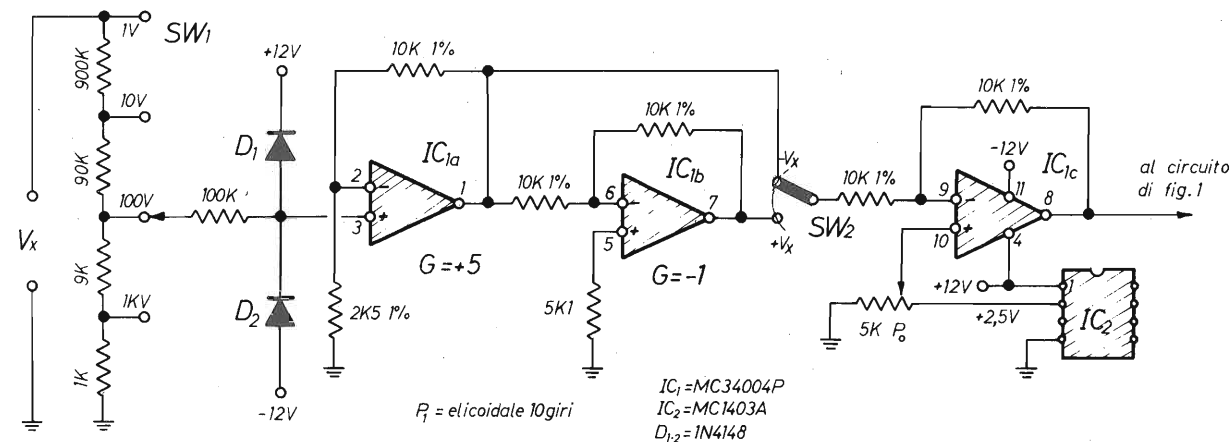 1V
SW1
900K
10V
90K
100V
9K
1KV
1K
Vx
100K
+12V
D1
D2
-12V
10K 1%
2
3
1
IC1a
G=+5
2K5 1%
10K 1%
10K 1%
6
5
7
IC1b
G=-1
5K1
-Vx
+Vx
SW2
10K 1%
10K 1%
-12V
IC1c
9
10
11
8
4
al circuito
di fig.1
+12V
1
5K Po
+2,5V
IC2
P1 = elicoidale 10giri
IC1 = MC34004P
IC2 = MC1403A
D1-2 = 1N4148